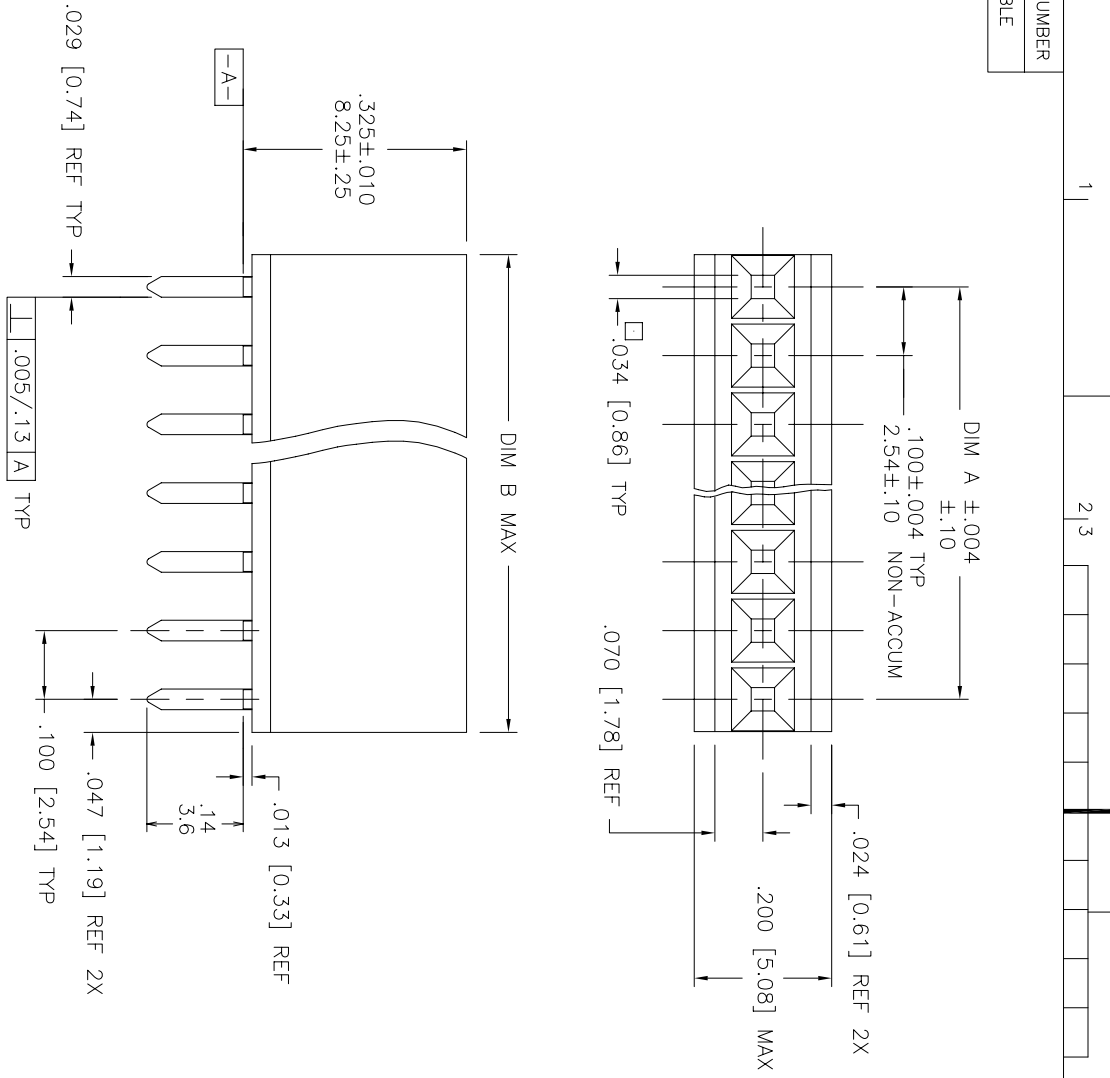 UMBER
BLE
1
2
3
DIM A ±.004
±.10
.100±.004 TYP
2.54±.10 NON-ACCUM
.034 [0.86] TYP
.070 [1.78] REF
.024 [0.61] REF 2X
.200 [5.08] MAX
.325±.010
8.25±.25
-A-
.029 [0.74] REF TYP
DIM B MAX
⊥ .005/.13 A TYP
.013 [0.33] REF
.14
3.6
.047 [1.19] REF 2X
.100 [2.54] TYP